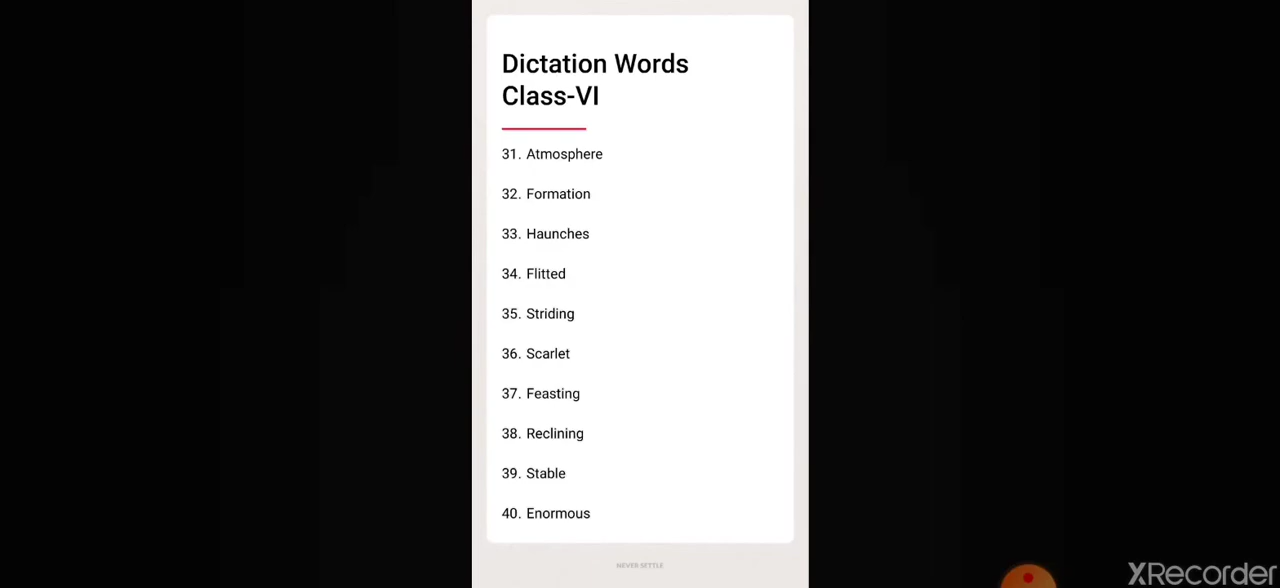 Dictation Words
Class-VI
31. Atmosphere
32. Formation
33. Haunches
34. Flitted
35. Striding
36. Scarlet
37. Feasting
38. Reclining
39. Stable
40. Enormous
NEVER SETTLE
XRecorder